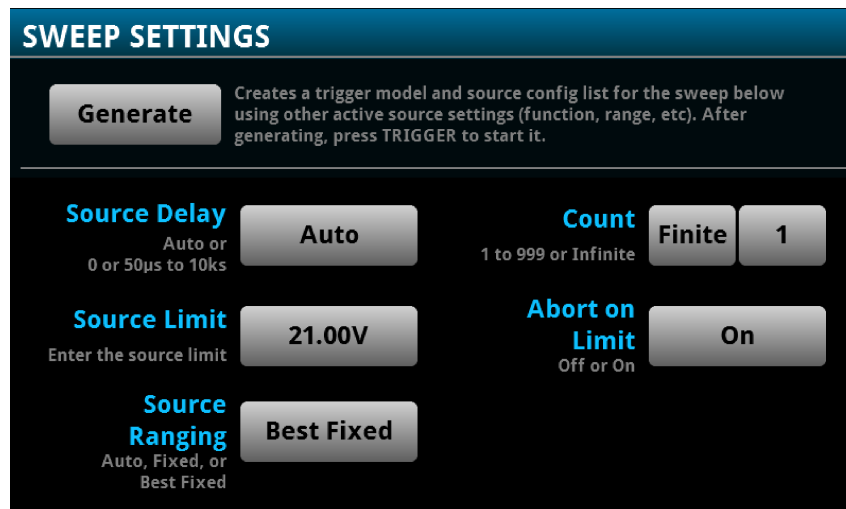 SWEEP SETTINGS
Generate
Creates a trigger model and source config list for the sweep below
using other active source settings (function, range, etc). After
generating, press TRIGGER to start it.
Source Delay
Auto or
0 or 50µs to 10ks
Auto
Count
1 to 999 or Infinite
Finite
1
Source Limit
Enter the source limit
21.00V
Abort on
Limit
Off or On
On
Source
Ranging
Auto, Fixed, or
Best Fixed
Best Fixed